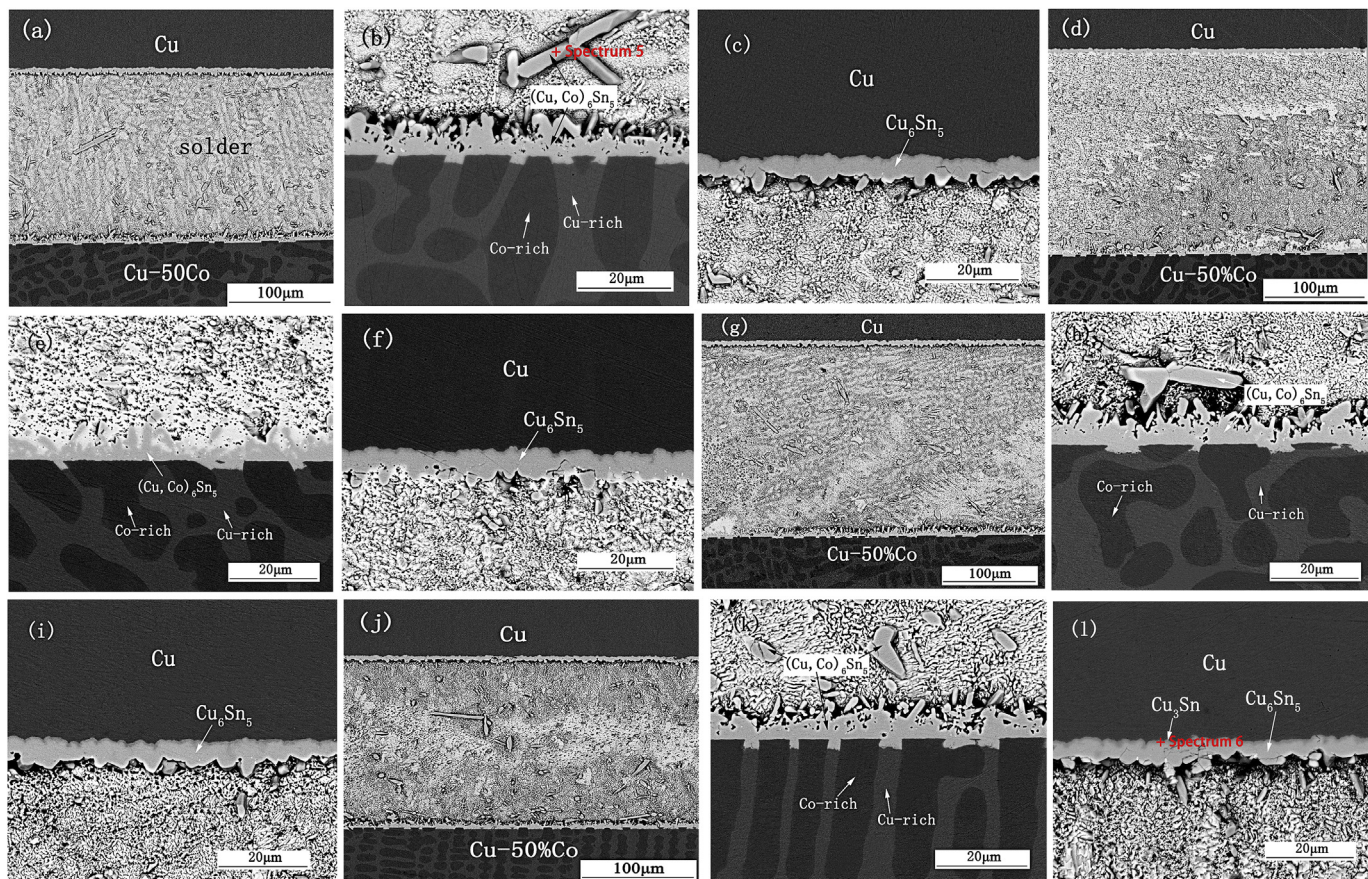 (a)
Cu
solder
Cu-50Co
100μm
(b)
+ Spectrum 5
(Cu, Co)₆Sn₅
Cu-rich
Co-rich
20μm
(c)
Cu
Cu₆Sn₅
20μm
(d)
Cu
Cu-50%Co
100μm
(e)
(Cu, Co)₆Sn₅
Co-rich
Cu-rich
20μm
(f)
Cu
Cu₆Sn₅
20μm
(g)
Cu
Cu-50%Co
100μm
(h)
(Cu, Co)₆Sn₅
Co-rich
Cu-rich
20μm
(i)
Cu
Cu₆Sn₅
20μm
(j)
Cu
Cu-50%Co
100μm
(k)
(Cu, Co)₆Sn₅
Co-rich
Cu-rich
20μm
(l)
Cu
Cu₃Sn
Cu₆Sn₅
+ Spectrum 6
20μm